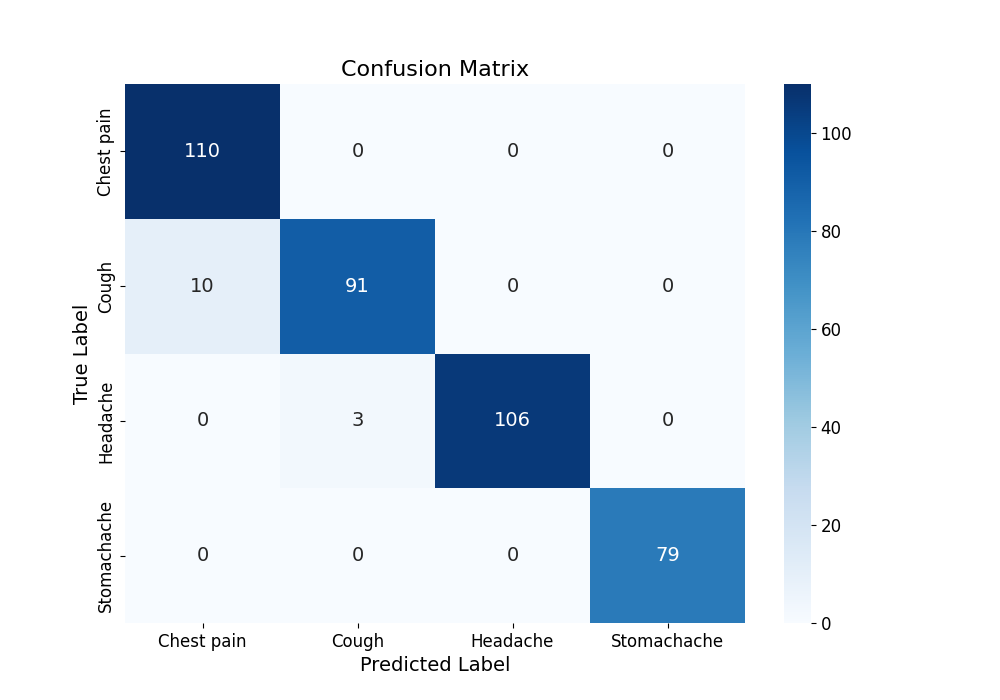 Confusion Matrix
True Label
Chest pain
110 0 0 0
Cough
10 91 0 0
Headache
0 3 106 0
Stomachache
0 0 0 79
Chest pain Cough Headache Stomachache
Predicted Label
100
80
60
40
20
0